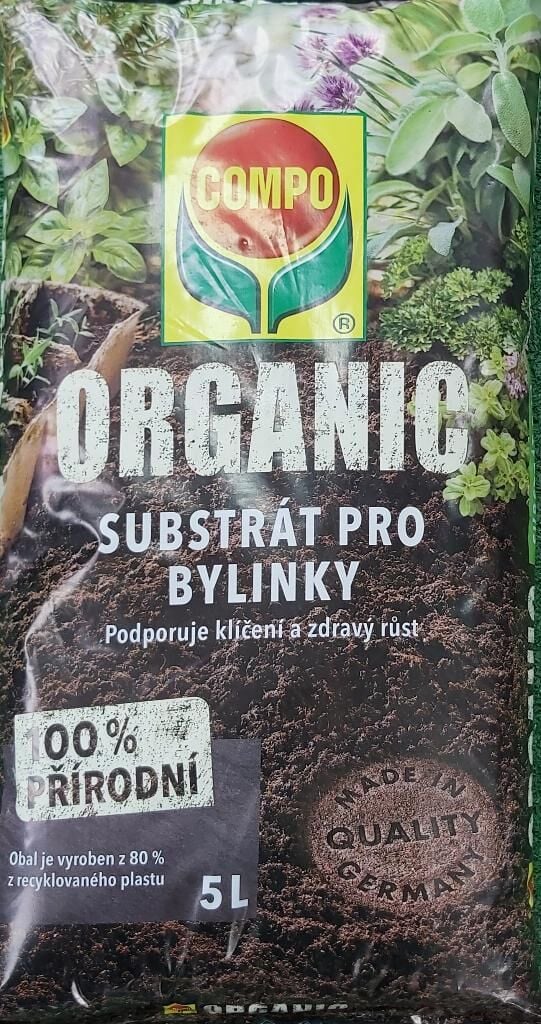 COMPO
®
ORGANIC
SUBSTRÁT PRO
BYLINKY
Podporuje klíčení a zdravý růst
100%
PŘÍRODNÍ
Obal je vyroben z 80 %
z recyklovaného plastu
5 L
MADE IN
QUALITY
GERMANY
ORGANIC